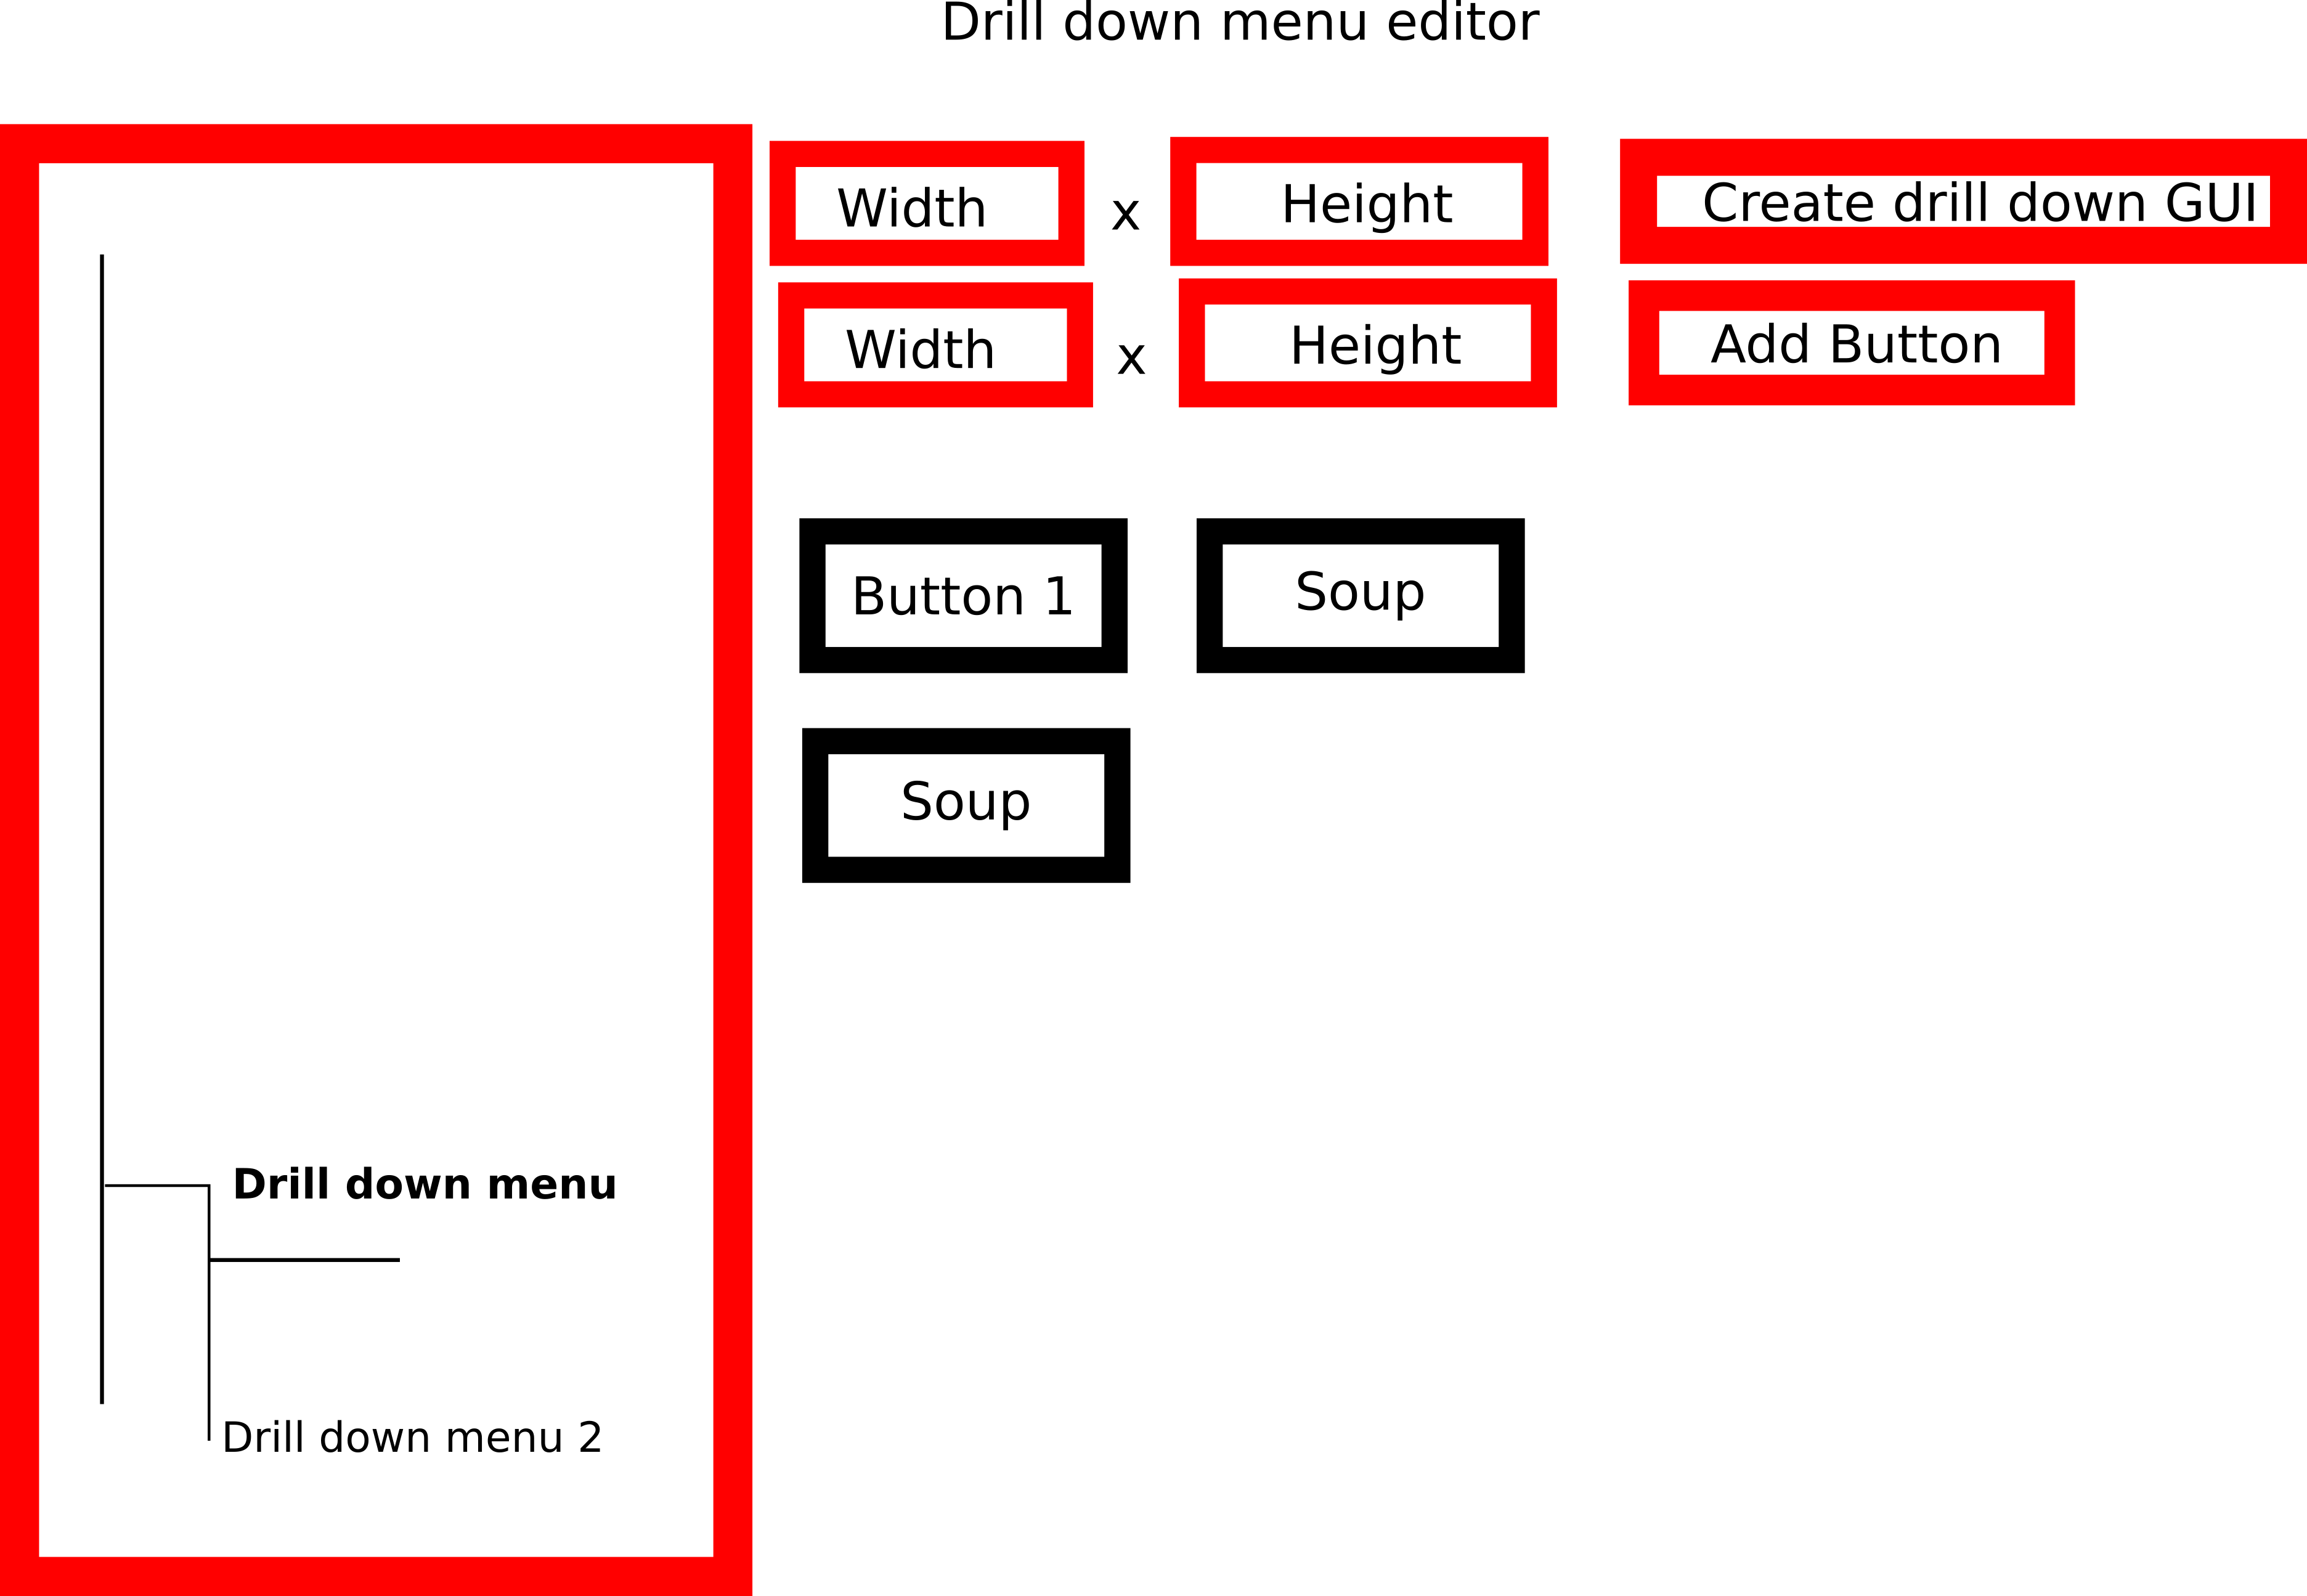 Drill down menu editor
Width x Height Create drill down GUI
Width x Height Add Button
Button 1 Soup
Soup
Drill down menu
Drill down menu 2